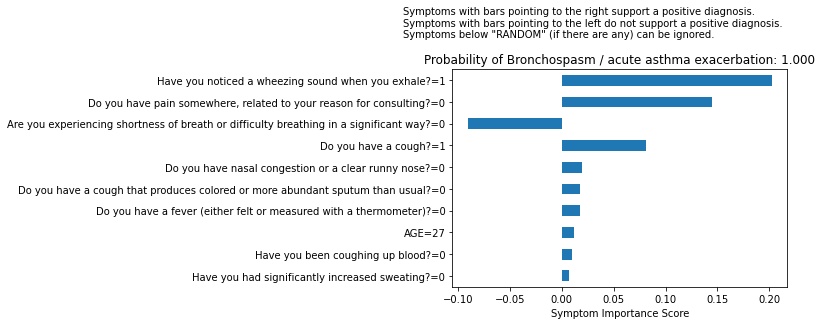 Symptoms with bars pointing to the right support a positive diagnosis.
Symptoms with bars pointing to the left do not support a positive diagnosis.
Symptoms below "RANDOM" (if there are any) can be ignored.
Probability of Bronchospasm / acute asthma exacerbation: 1.000
Have you noticed a wheezing sound when you exhale?=1
Do you have pain somewhere, related to your reason for consulting?=0
Are you experiencing shortness of breath or difficulty breathing in a significant way?=0
Do you have a cough?=1
Do you have nasal congestion or a clear runny nose?=0
Do you have a cough that produces colored or more abundant sputum than usual?=0
Do you have a fever (either felt or measured with a thermometer)?=0
AGE=27
Have you been coughing up blood?=0
Have you had significantly increased sweating?=0
−0.10 −0.05 0.00 0.05 0.10 0.15 0.20
Symptom Importance Score